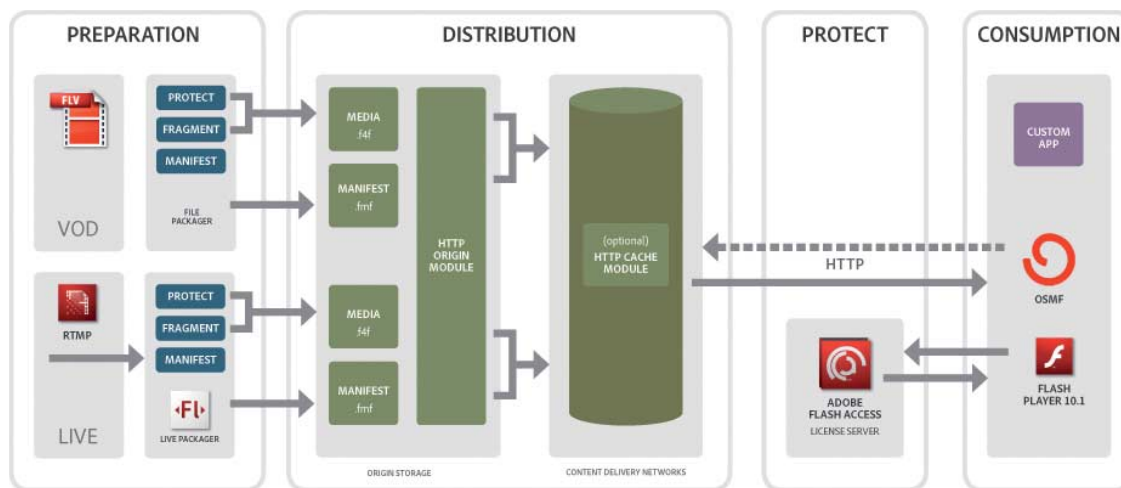 PREPARATION
FLV
VOD
PROTECT
FRAGMENT
MANIFEST
FILE
PACKAGER
RTMP
LIVE
PROTECT
FRAGMENT
MANIFEST
Fl
LIVE PACKAGER
DISTRIBUTION
MEDIA
.f4f
MANIFEST
.fmf
MEDIA
.f4f
MANIFEST
.fmf
HTTP
ORIGIN
MODULE
ORIGIN STORAGE
(optional)
HTTP CACHE
MODULE
CONTENT DELIVERY NETWORKS
PROTECT
HTTP
ADOBE
FLASH ACCESS
LICENSE SERVER
CONSUMPTION
CUSTOM
APP
OSMF
FLASH
PLAYER 10.1